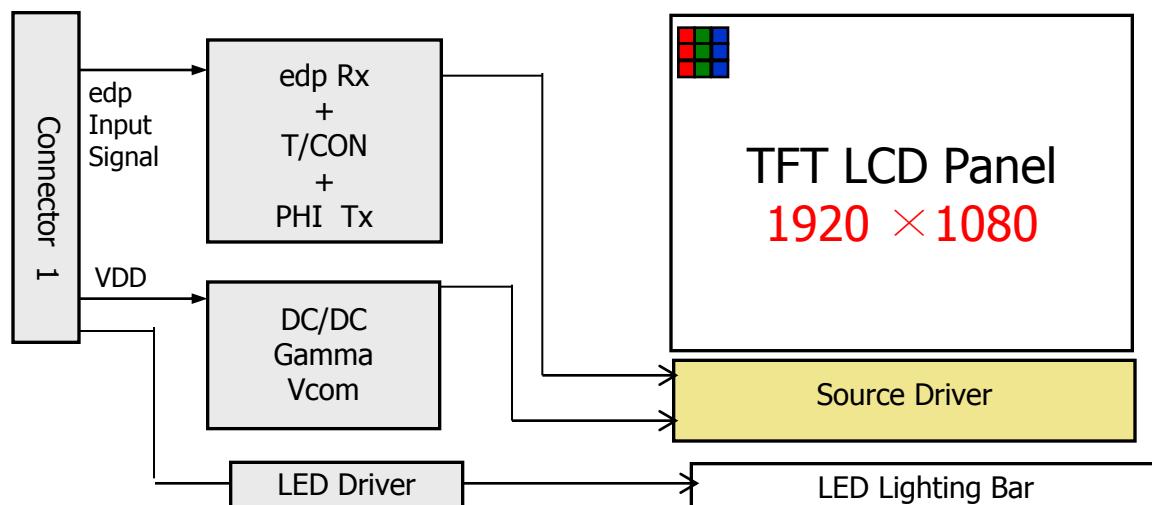 Connector 1
edp
Input
Signal
edp Rx
+
T/CON
+
PHI Tx
VDD
DC/DC
Gamma
Vcom
LED Driver
TFT LCD Panel
1920 ×1080
Source Driver
LED Lighting Bar